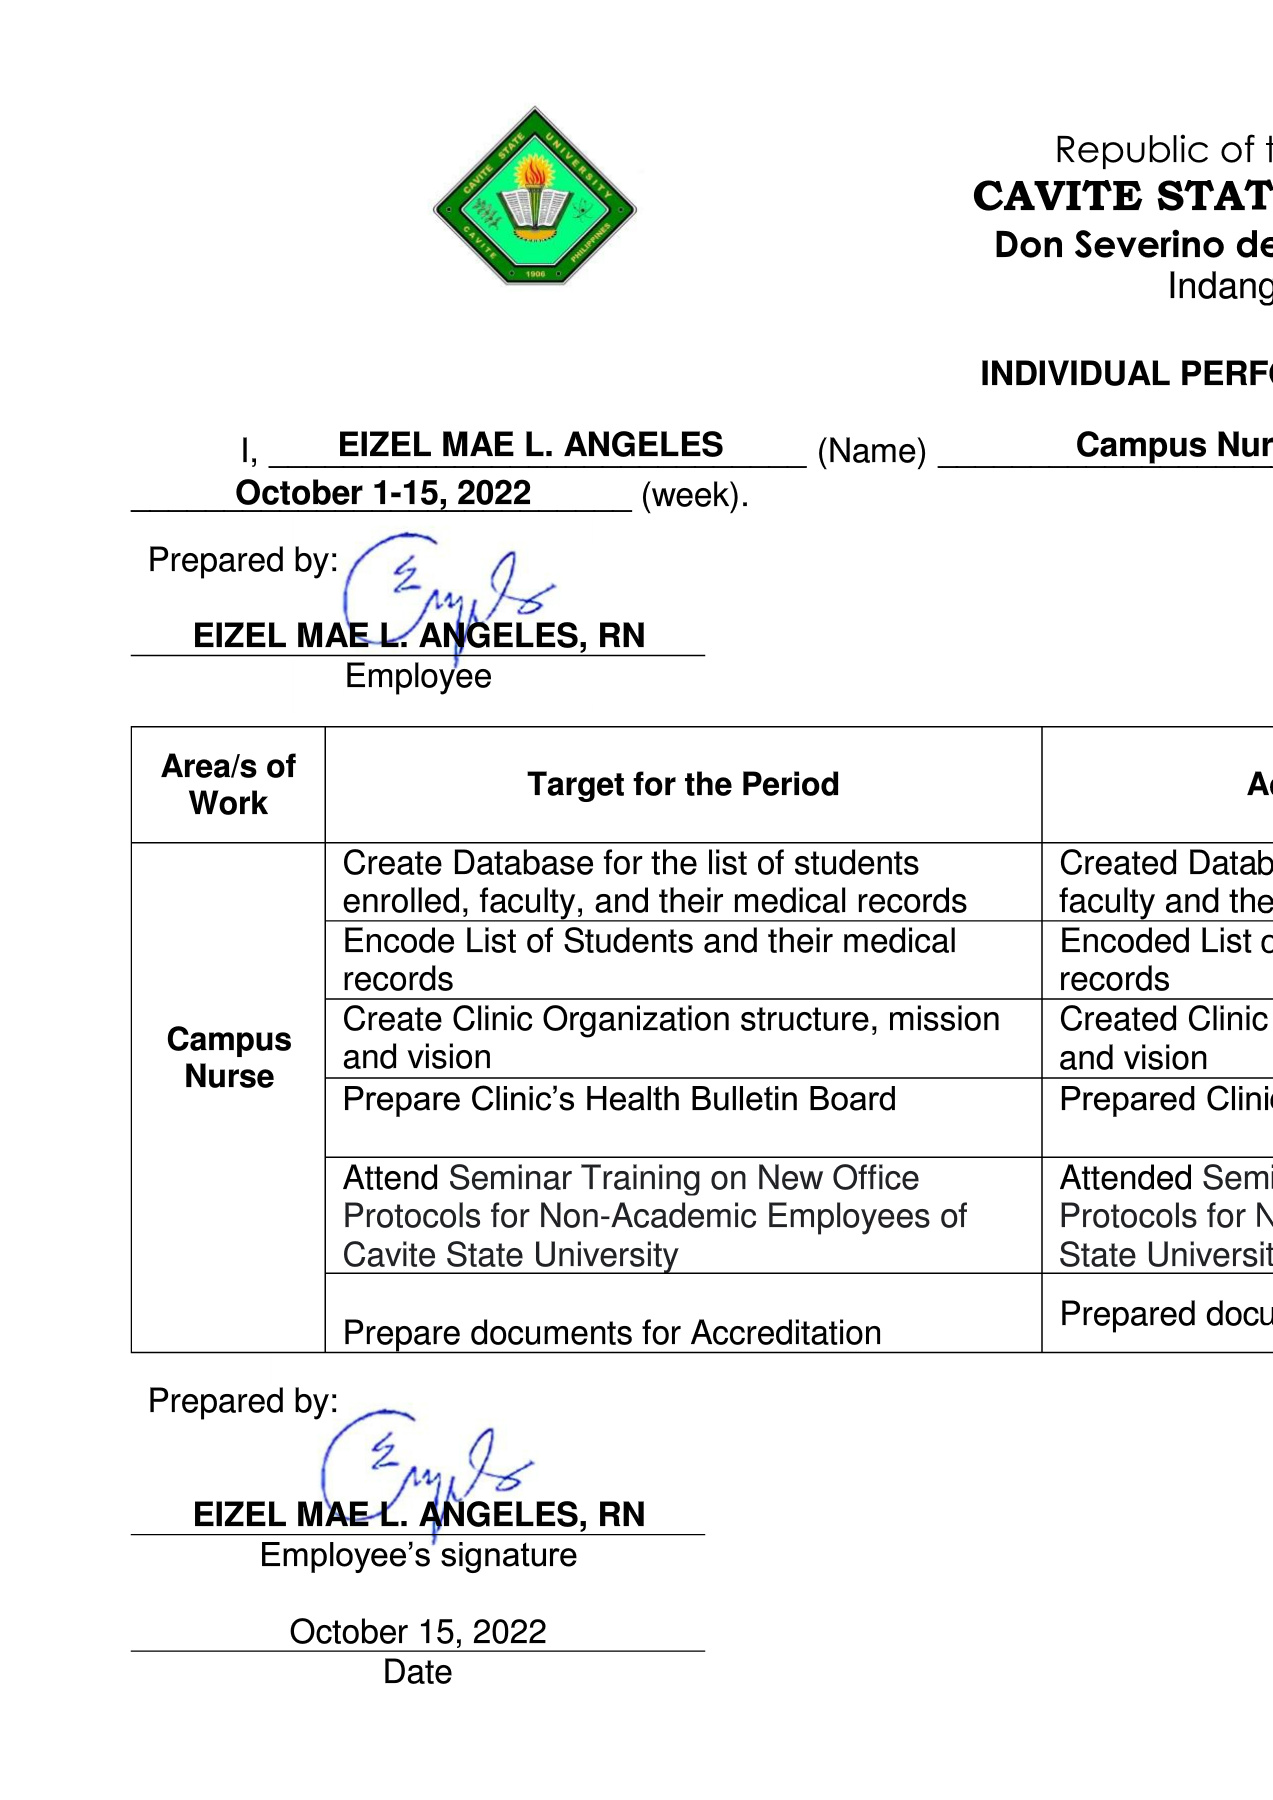 CAVITE STATE UNIVERSITY
CAVITE PHILIPPINES
1906
Republic of
CAVITE STAT
Don Severino de
Indang
INDIVIDUAL PERFO
I, EIZEL MAE L. ANGELES (Name) Campus Nur
October 1-15, 2022 (week).
Prepared by:
EIZEL MAE L. ANGELES, RN
Employee
Area/s of
Work
Target for the Period
Create Database for the list of students
enrolled, faculty, and their medical records
Created Datab
faculty and the
Encode List of Students and their medical
records
Encoded List o
records
Campus
Nurse
Create Clinic Organization structure, mission
and vision
Created Clinic
and vision
Prepare Clinic’s Health Bulletin Board
Prepared Clinic
Attend Seminar Training on New Office
Protocols for Non-Academic Employees of
Cavite State University
Attended Semi
Protocols for N
State Universit
Prepare documents for Accreditation
Prepared docu
Prepared by:
EIZEL MAE L. ANGELES, RN
Employee’s signature
October 15, 2022
Date